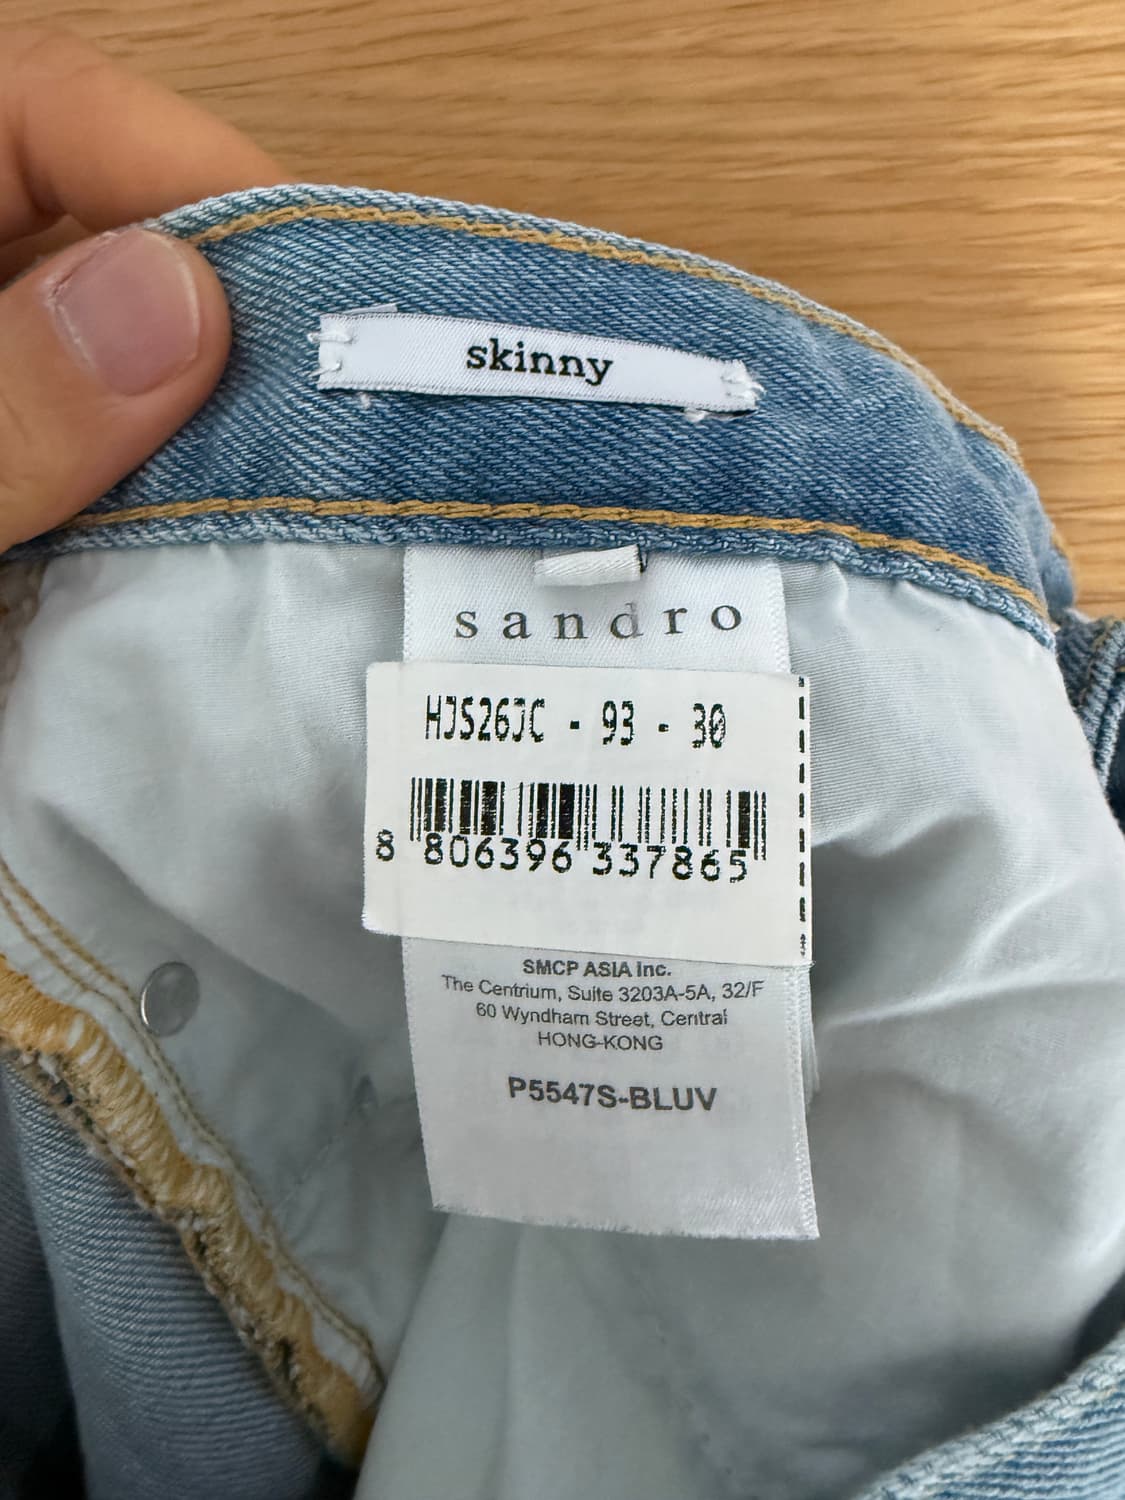 skinny
sandro
HJS26JC - 93 - 30
8 806396 337865
SMCP ASIA Inc.
The Centrium, Suite 3203A-5A, 32/F
60 Wyndham Street, Central
HONG-KONG
P5547S-BLUV